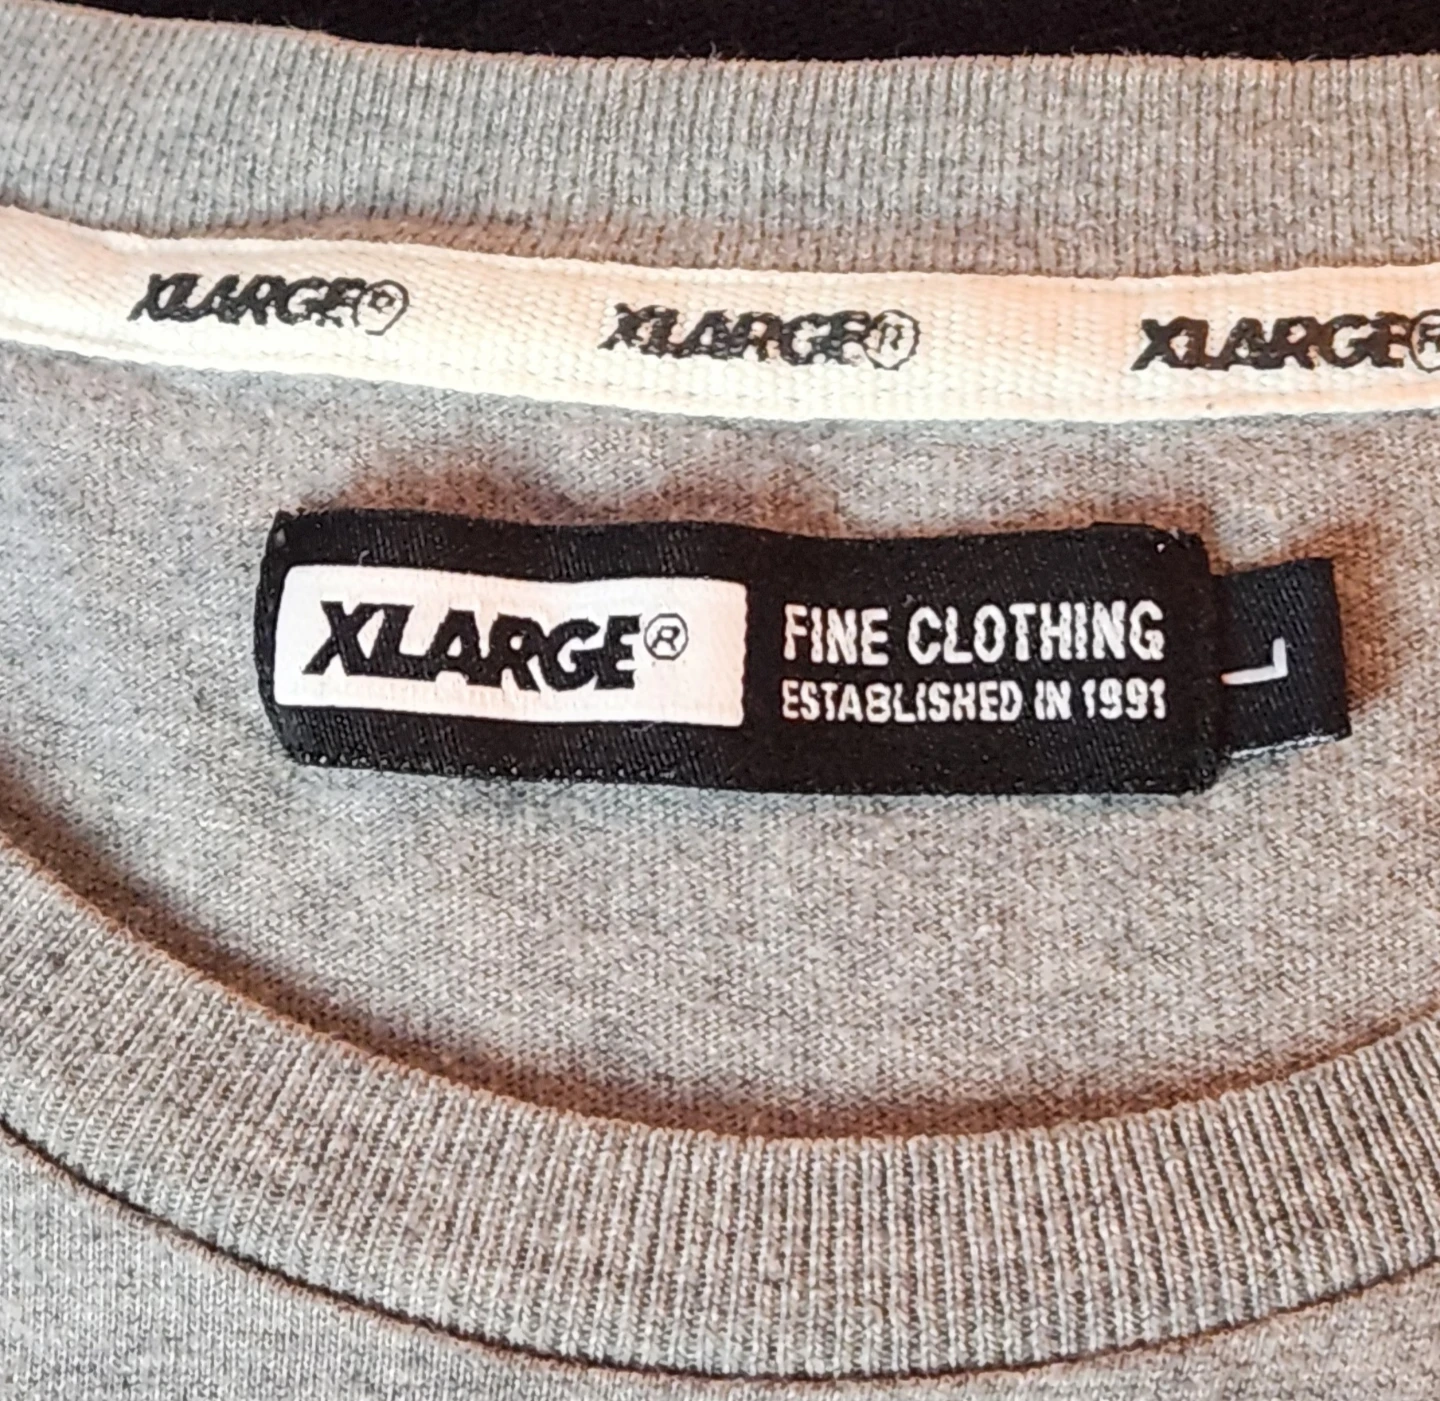 XLARGE® XLARGE® XLARGE®
XLARGE®
FINE CLOTHING
ESTABLISHED IN 1991
L